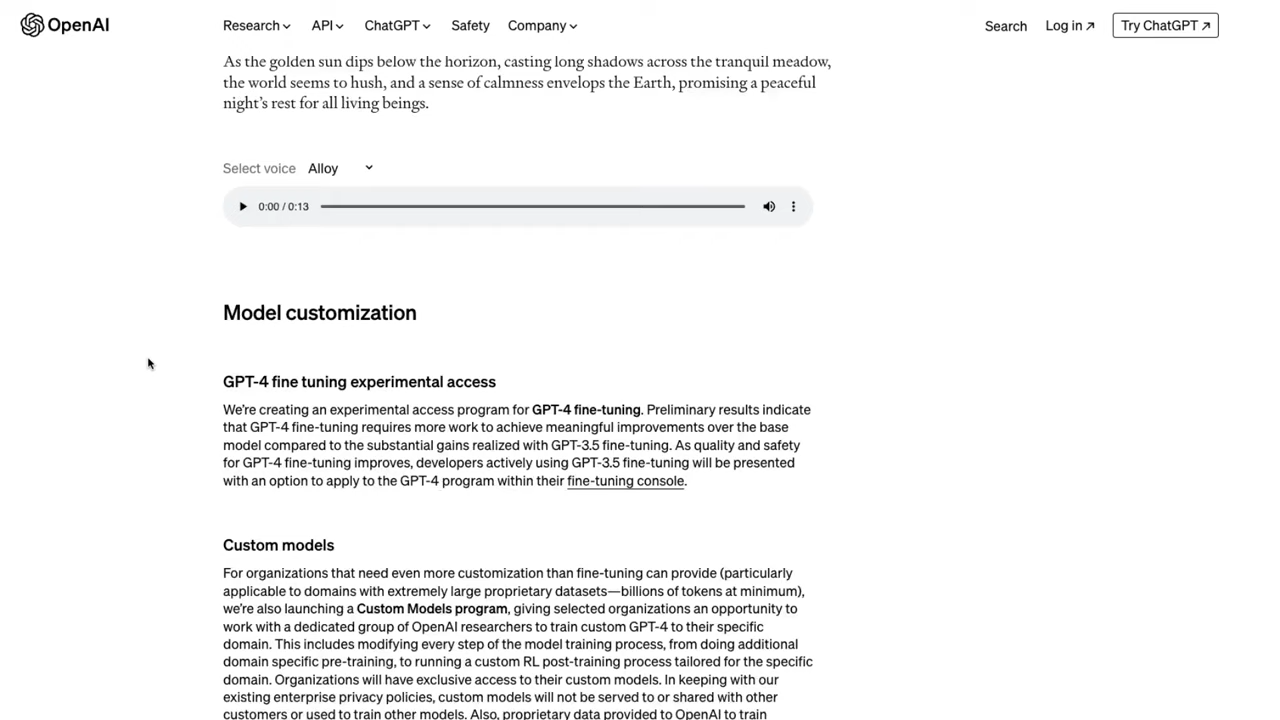 OpenAI Research API ChatGPT Safety Company Search Log in ↗ Try ChatGPT ↗
As the golden sun dips below the horizon, casting long shadows across the tranquil meadow,
the world seems to hush, and a sense of calmness envelops the Earth, promising a peaceful
night's rest for all living beings.
Select voice Alloy
0:00 / 0:13
Model customization
GPT-4 fine tuning experimental access
We're creating an experimental access program for GPT-4 fine-tuning. Preliminary results indicate
that GPT-4 fine-tuning requires more work to achieve meaningful improvements over the base
model compared to the substantial gains realized with GPT-3.5 fine-tuning. As quality and safety
for GPT-4 fine-tuning improves, developers actively using GPT-3.5 fine-tuning will be presented
with an option to apply to the GPT-4 program within their fine-tuning console.
Custom models
For organizations that need even more customization than fine-tuning can provide (particularly
applicable to domains with extremely large proprietary datasets—billions of tokens at minimum),
we're also launching a Custom Models program, giving selected organizations an opportunity to
work with a dedicated group of OpenAI researchers to train custom GPT-4 to their specific
domain. This includes modifying every step of the model training process, from doing additional
domain specific pre-training, to running a custom RL post-training process tailored for the specific
domain. Organizations will have exclusive access to their custom models. In keeping with our
existing enterprise privacy policies, custom models will not be served to or shared with other
customers or used to train other models. Also, proprietary data provided to OpenAI to train